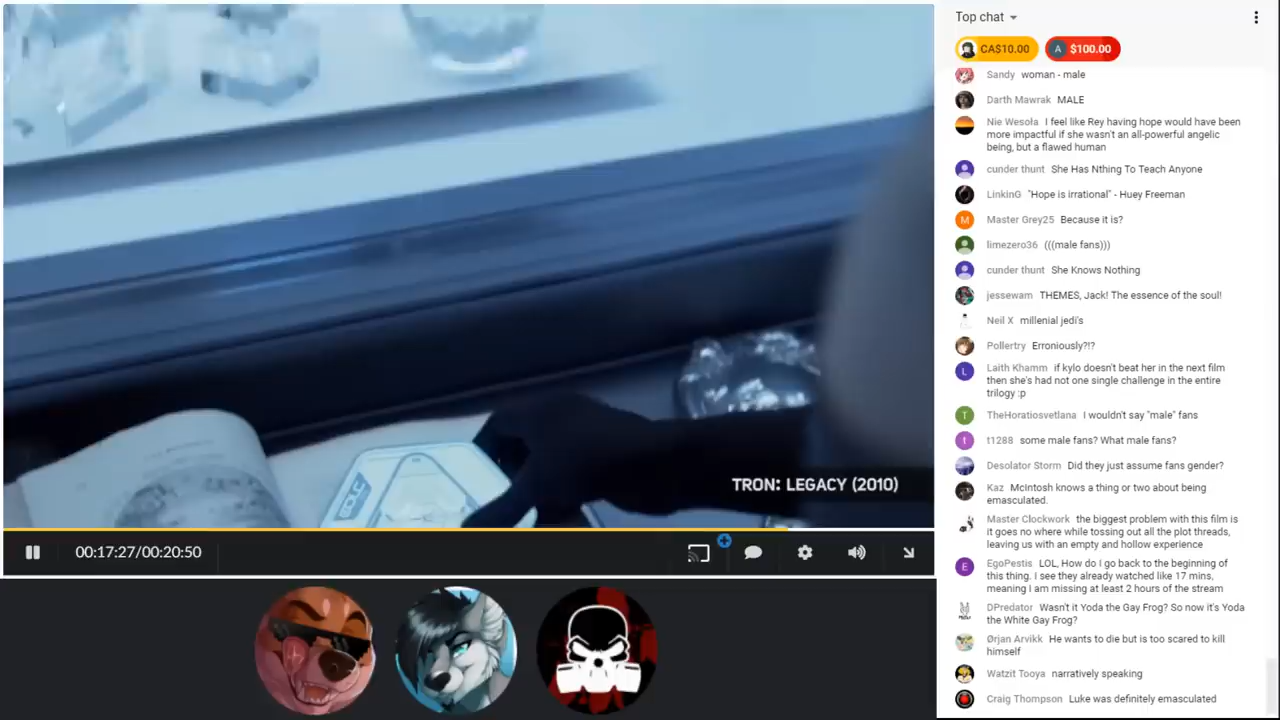 TRON: LEGACY (2010)
00:17:27/00:20:50
Top chat
CA$10.00
A $100.00
Sandy woman - male
Darth Mawrak MALE
Nie Wesoła I feel like Rey having hope would have been
more impactful if she wasn't an all-powerful angelic
being, but a flawed human
cunder thunt She Has Nthing To Teach Anyone
LinkinG "Hope is irrational" - Huey Freeman
M
Master Grey25 Because it is?
limezero36 (((male fans)))
cunder thunt She Knows Nothing
jessewam THEMES, Jack! The essence of the soul!
Neil X millenial jedi's
Pollertry Erroniously?!?
L
Laith Khamm if kylo doesn't beat her in the next film
then she's had not one single challenge in the entire
trilogy :p
T
TheHoratiosvetlana I wouldn't say "male" fans
t
t1288 some male fans? What male fans?
Desolator Storm Did they just assume fans gender?
Kaz McIntosh knows a thing or two about being
emasculated.
Master Clockwork the biggest problem with this film is
it goes no where while tossing out all the plot threads,
leaving us with an empty and hollow experience
E
EgoPestis LOL, How do I go back to the beginning of
this thing. I see they already watched like 17 mins,
meaning I am missing at least 2 hours of the stream
DPredator Wasn't it Yoda the Gay Frog? So now it's Yoda
the White Gay Frog?
Ørjan Arvikk He wants to die but is too scared to kill
himself
Watzit Tooya narratively speaking
Craig Thompson Luke was definitely emasculated